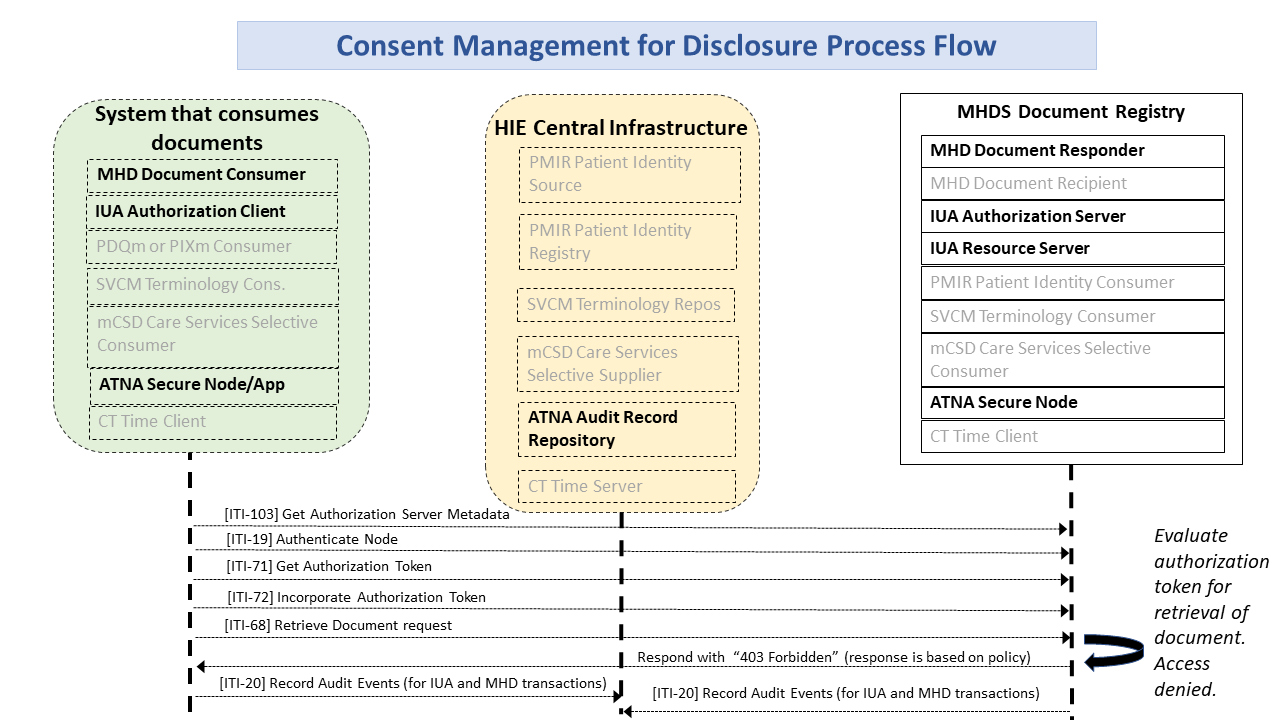 Consent Management for Disclosure Process Flow
System that consumes
documents
MHD Document Consumer
IUA Authorization Client
PDQm or PIXm Consumer
SVCM Terminology Cons.
mCSD Care Services Selective
Consumer
ATNA Secure Node/App
CT Time Client
HIE Central Infrastructure
PMIR Patient Identity
Source
PMIR Patient Identity
Registry
SVCM Terminology Repos
mCSD Care Services
Selective Supplier
ATNA Audit Record
Repository
CT Time Server
MHDS Document Registry
MHD Document Responder
MHD Document Recipient
IUA Authorization Server
IUA Resource Server
PMIR Patient Identity Consumer
SVCM Terminology Consumer
mCSD Care Services Selective
Consumer
ATNA Secure Node
CT Time Client
[ITI-103] Get Authorization Server Metadata
[ITI-19] Authenticate Node
[ITI-71] Get Authorization Token
[ITI-72] Incorporate Authorization Token
[ITI-68] Retrieve Document request
Respond with “403 Forbidden” (response is based on policy)
[ITI-20] Record Audit Events (for IUA and MHD transactions)
[ITI-20] Record Audit Events (for IUA and MHD transactions)
Evaluate
authorization
token for
retrieval of
document.
Access
denied.